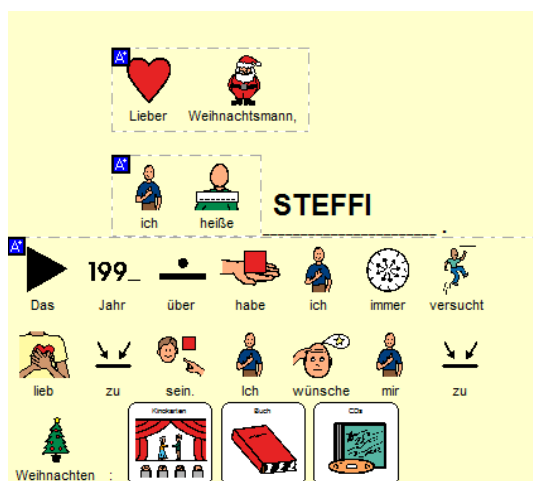 Lieber Weihnachtsmann,
ich heiße STEFFI .
199_
Das Jahr über habe ich immer versucht
lieb zu sein. Ich wünsche mir zu
Kinokarten Buch CDs
Weihnachten :